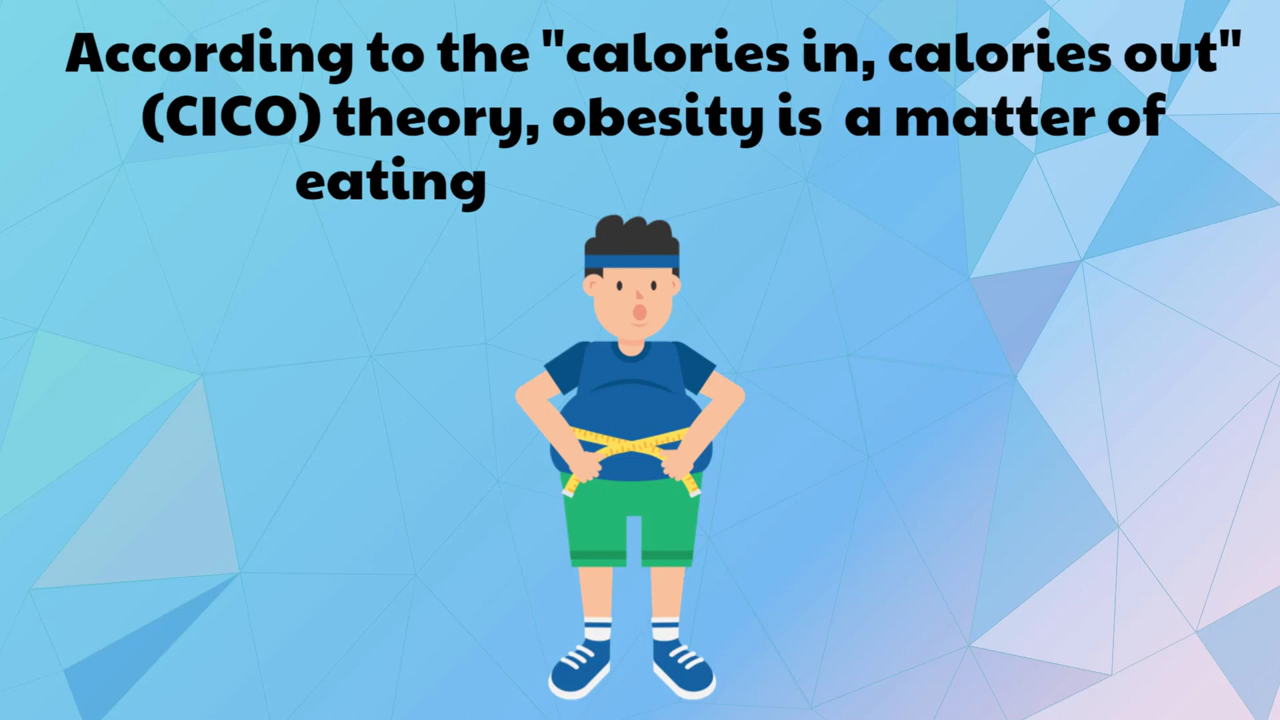 According to the "calories in, calories out"
(CICO) theory, obesity is a matter of
eating